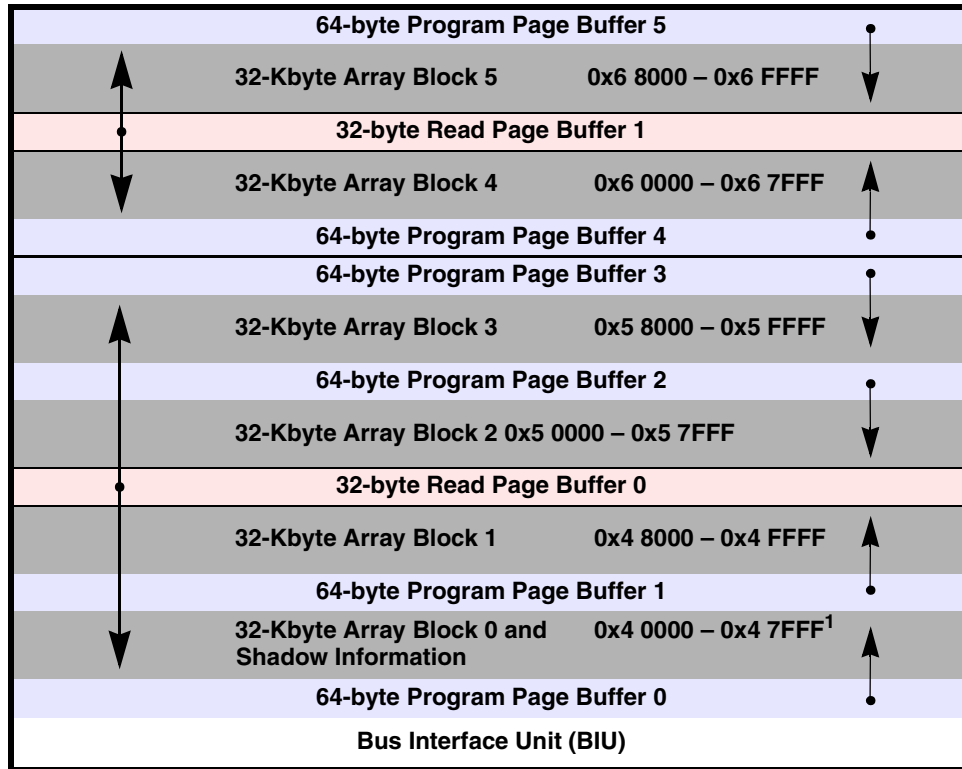 64-byte Program Page Buffer 5
32-Kbyte Array Block 5 0x6 8000 – 0x6 FFFF
32-byte Read Page Buffer 1
32-Kbyte Array Block 4 0x6 0000 – 0x6 7FFF
64-byte Program Page Buffer 4
64-byte Program Page Buffer 3
32-Kbyte Array Block 3 0x5 8000 – 0x5 FFFF
64-byte Program Page Buffer 2
32-Kbyte Array Block 2 0x5 0000 – 0x5 7FFF
32-byte Read Page Buffer 0
32-Kbyte Array Block 1 0x4 8000 – 0x4 FFFF
64-byte Program Page Buffer 1
32-Kbyte Array Block 0 and 0x4 0000 – 0x4 7FFF1
Shadow Information
64-byte Program Page Buffer 0
Bus Interface Unit (BIU)